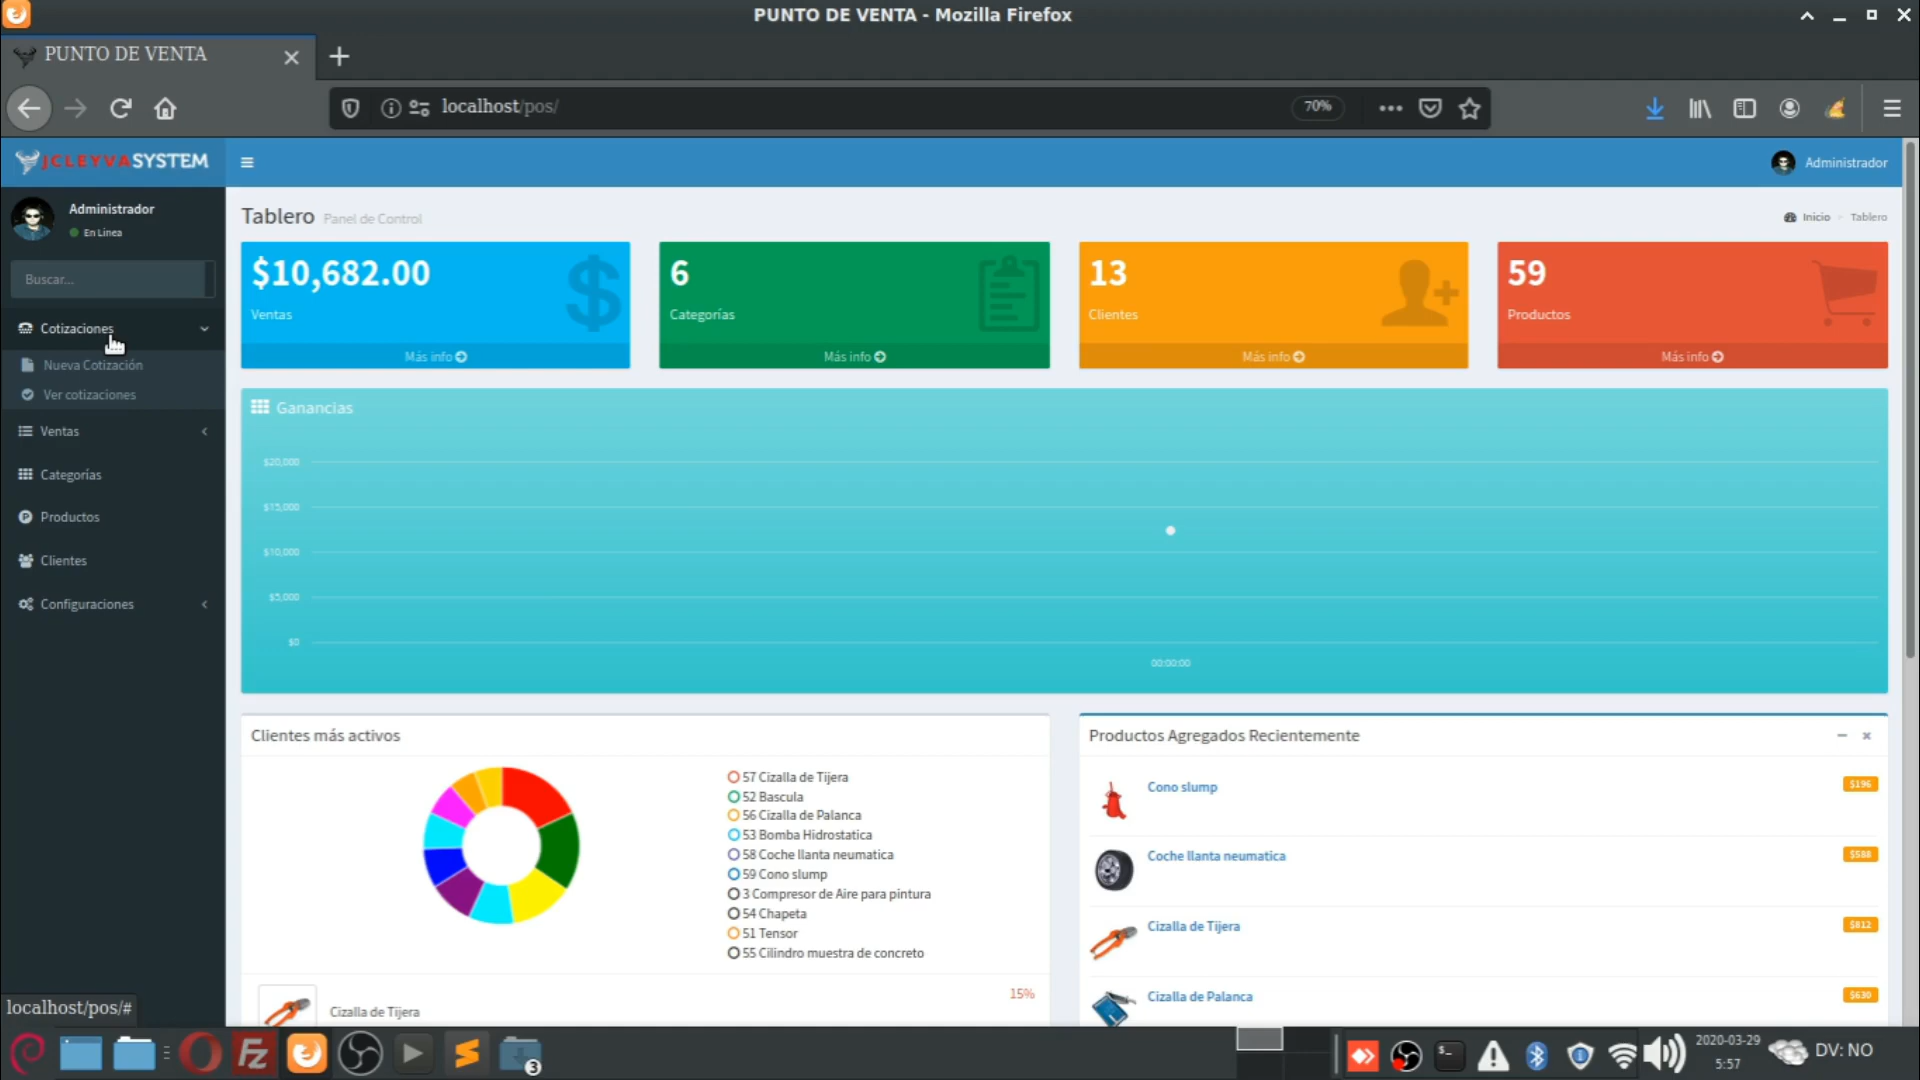 PUNTO DE VENTA - Mozilla Firefox
PUNTO DE VENTA
localhost/pos/
70%
JCLEYVASYSTEM
Administrador
Administrador
En Línea
Buscar...
Cotizaciones
Nueva Cotización
Ver cotizaciones
Ventas
Categorías
Productos
Clientes
Configuraciones
Tablero Panel de Control
Inicio > Tablero
$10,682.00
Ventas
Más info
6
Categorías
Más info
13
Clientes
Más info
59
Productos
Más info
Ganancias
$20,000
$15,000
$10,000
$5,000
$0
00:00:00
Clientes más activos
57 Cizalla de Tijera
52 Bascula
56 Cizalla de Palanca
53 Bomba Hidrostatica
58 Coche llanta neumatica
59 Cono slump
3 Compresor de Aire para pintura
54 Chapeta
51 Tensor
55 Cilindro muestra de concreto
Cizalla de Tijera
15%
Productos Agregados Recientemente
Cono slump
$196
Coche llanta neumatica
$588
Cizalla de Tijera
$812
Cizalla de Palanca
$630
localhost/pos/#
Fz
3
2020-03-29
5:57
DV: NO